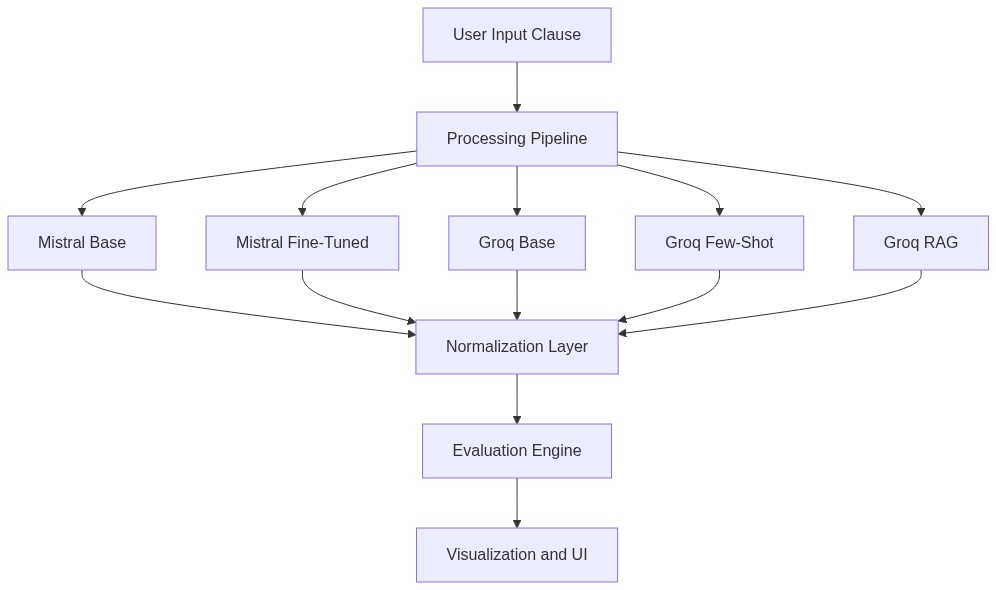 User Input Clause
Processing Pipeline
Mistral Base
Mistral Fine-Tuned
Groq Base
Groq Few-Shot
Groq RAG
Normalization Layer
Evaluation Engine
Visualization and UI